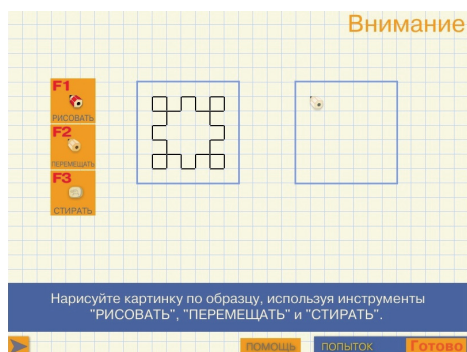 Внимание
F1
РИСОВАТЬ
F2
ПЕРЕМЕЩАТЬ
F3
СТИРАТЬ
Нарисуйте картинку по образцу, используя инструменты
"РИСОВАТЬ", "ПЕРЕМЕЩАТЬ" и "СТИРАТЬ".
ПОМОЩЬ ПОПЫТОК Готово